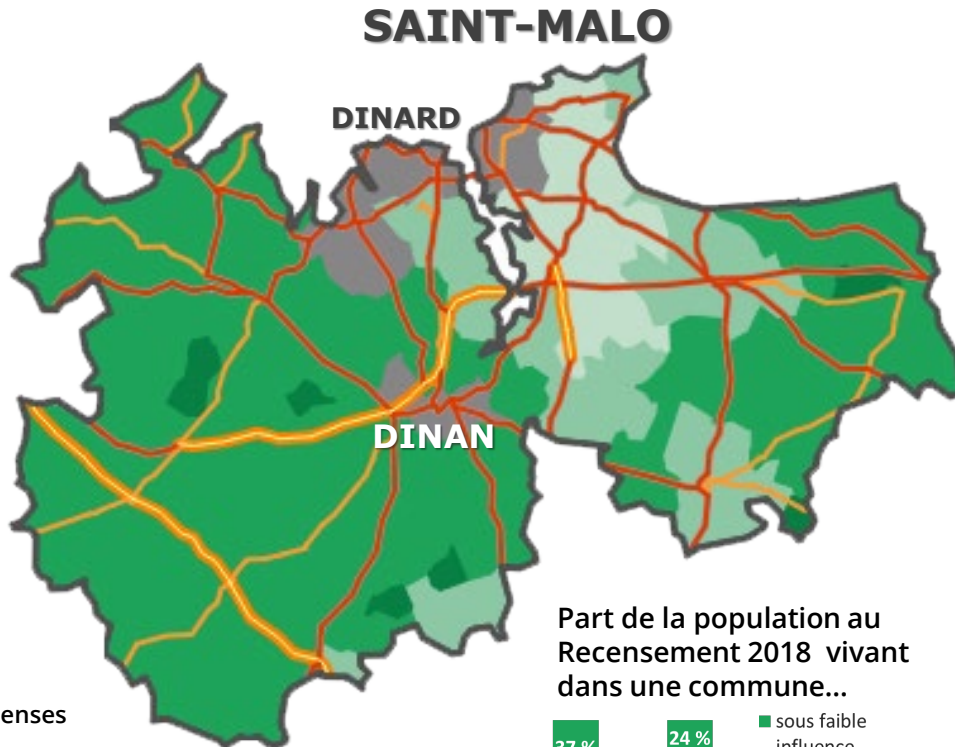 SAINT-MALO
DINARD
DINAN
Part de la population au
Recensement 2018 vivant
dans une commune...
enses
24 %
sous faible